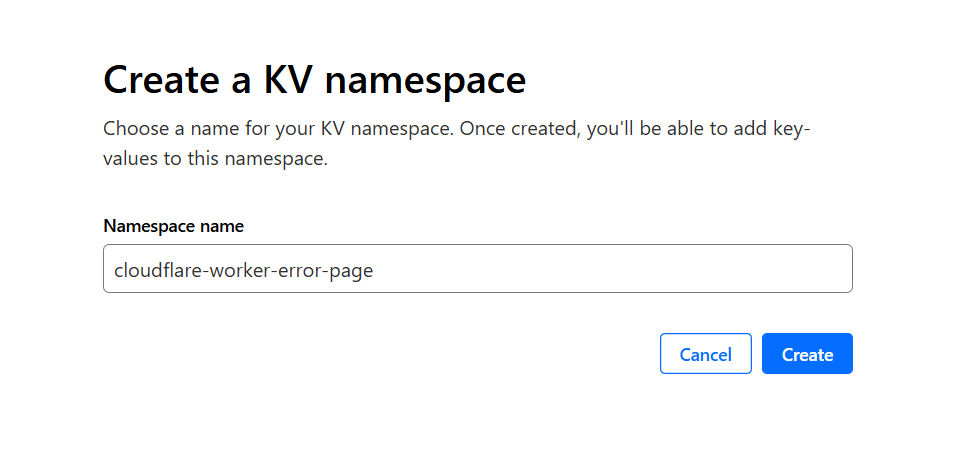 Create a KV namespace
Choose a name for your KV namespace. Once created, you'll be able to add key-
values to this namespace.
Namespace name
cloudflare-worker-error-page
Cancel
Create